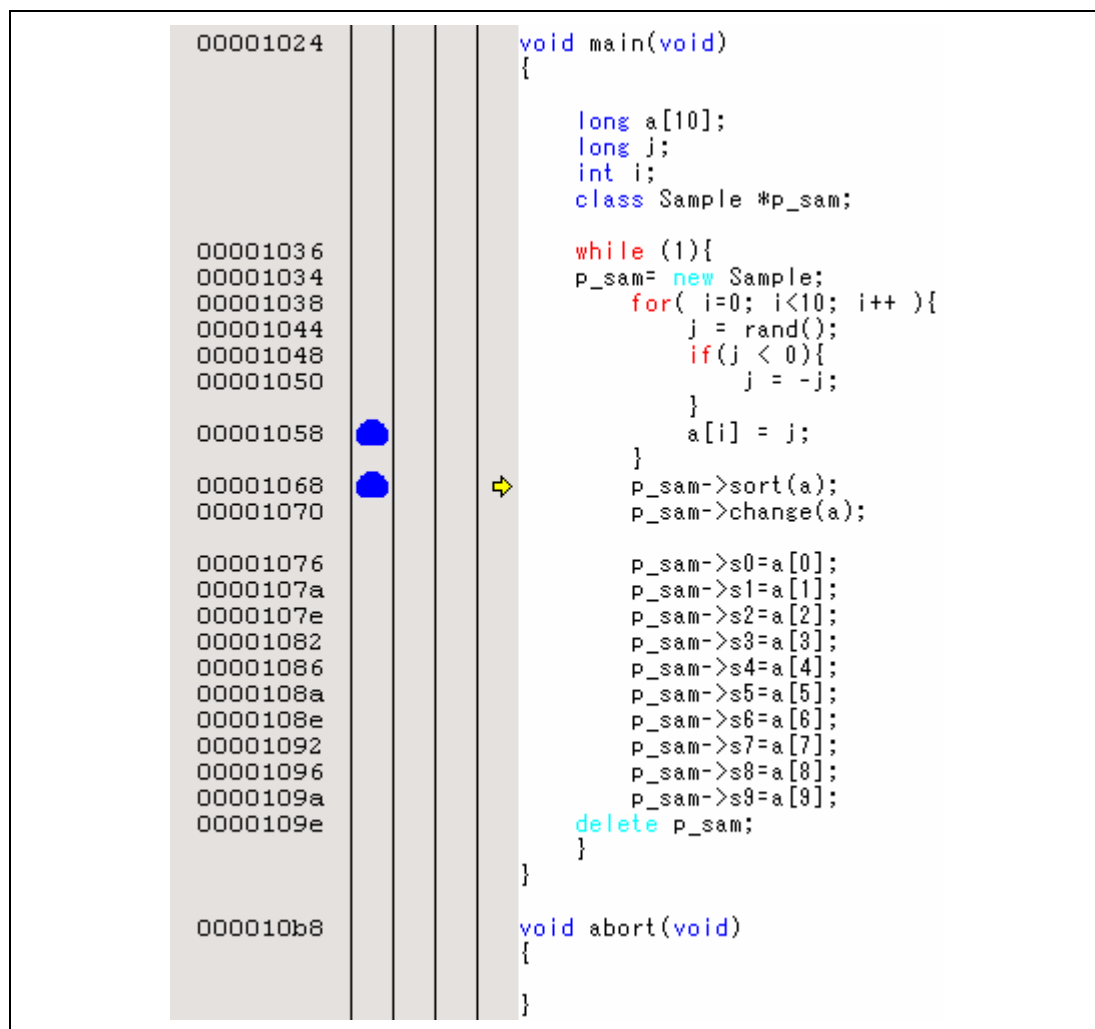 00001024 void main(void)
{
long a[10];
long j;
int i;
class Sample *p_sam;
00001036 while (1){
00001034 p_sam= new Sample;
00001038 for( i=0; i<10; i++ ){
00001044 j = rand();
00001048 if(j < 0){
00001050 j = -j;
}
00001058 a[i] = j;
}
00001068 p_sam->sort(a);
00001070 p_sam->change(a);
00001076 p_sam->s0=a[0];
0000107a p_sam->s1=a[1];
0000107e p_sam->s2=a[2];
00001082 p_sam->s3=a[3];
00001086 p_sam->s4=a[4];
0000108a p_sam->s5=a[5];
0000108e p_sam->s6=a[6];
00001092 p_sam->s7=a[7];
00001096 p_sam->s8=a[8];
0000109a p_sam->s9=a[9];
0000109e delete p_sam;
}
}
000010b8 void abort(void)
{
}